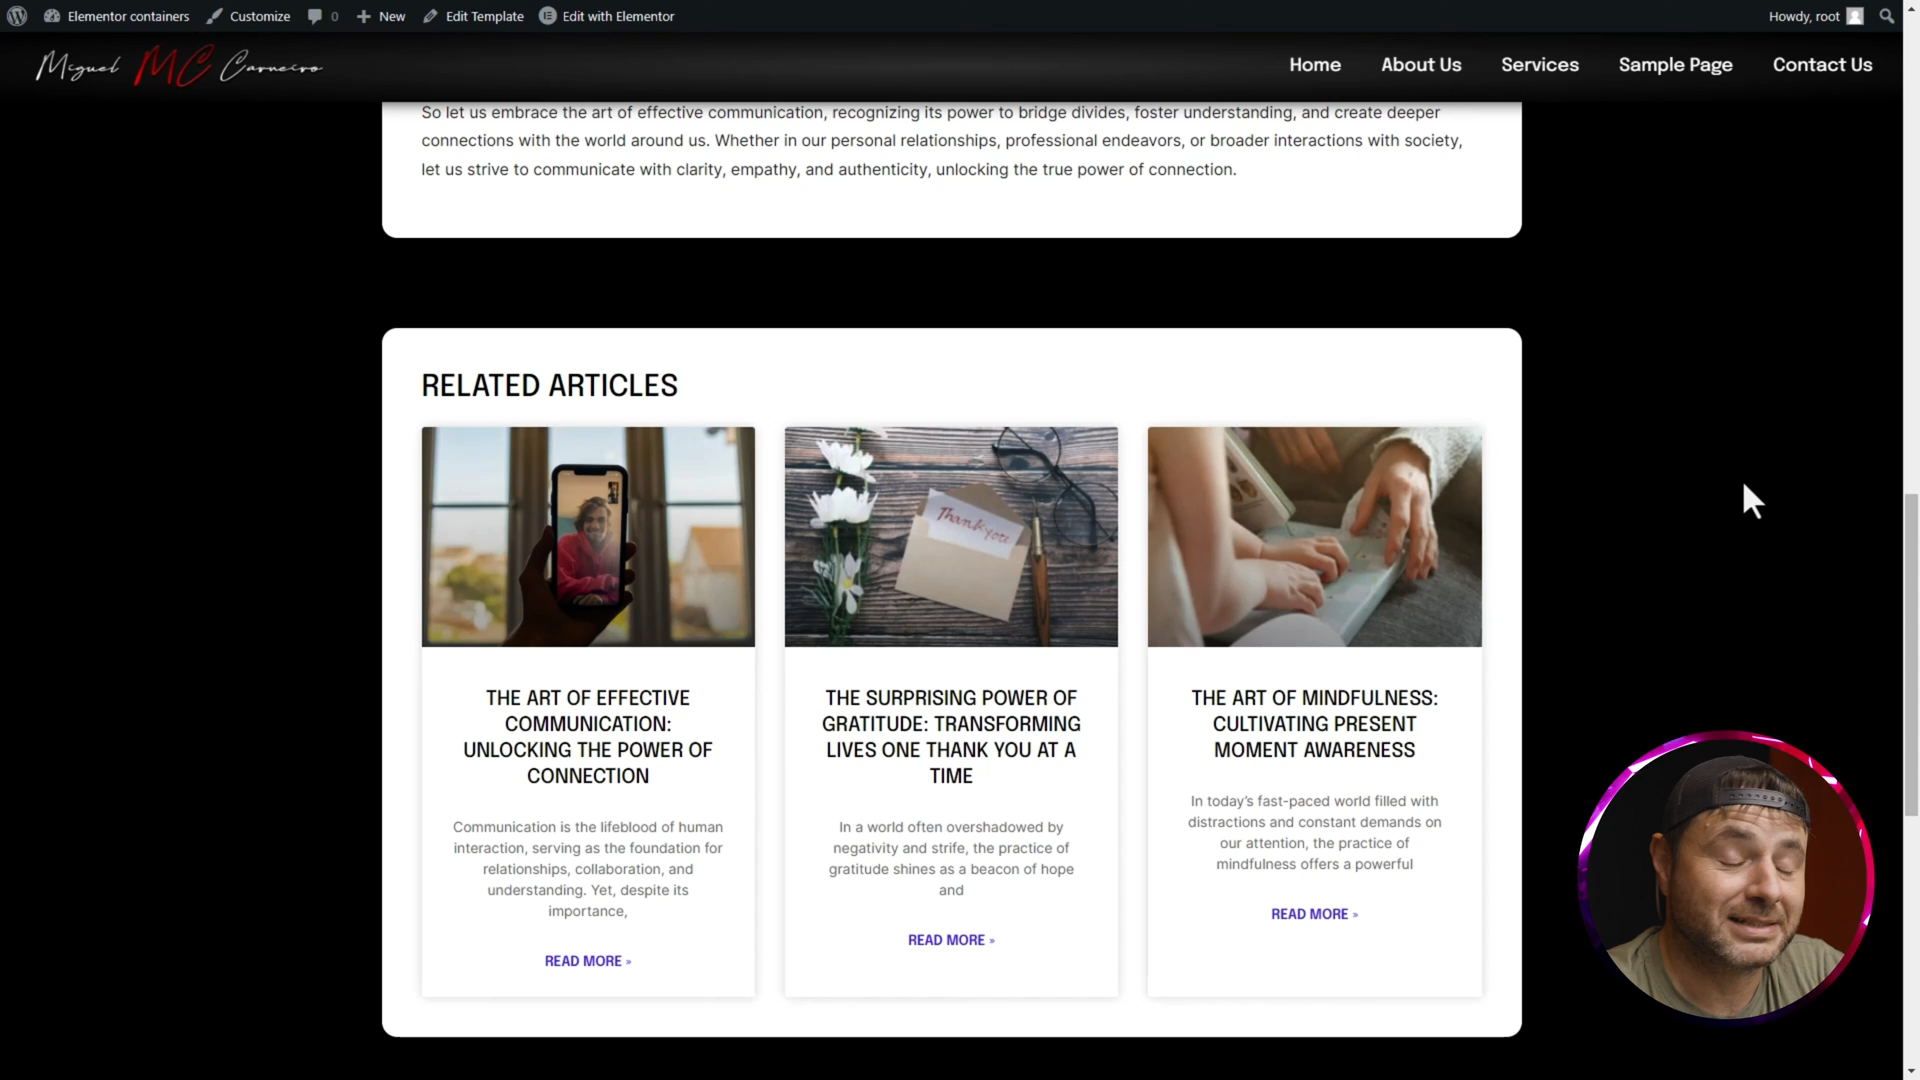 Elementor containers Customize 0 New Edit Template Edit with Elementor Howdy, root
Miguel MC Carneiro Home About Us Services Sample Page Contact Us
So let us embrace the art of effective communication, recognizing its power to bridge divides, foster understanding, and create deeper
connections with the world around us. Whether in our personal relationships, professional endeavors, or broader interactions with society,
let us strive to communicate with clarity, empathy, and authenticity, unlocking the true power of connection.
RELATED ARTICLES
Thank you
THE ART OF EFFECTIVE
COMMUNICATION:
UNLOCKING THE POWER OF
CONNECTION
Communication is the lifeblood of human
interaction, serving as the foundation for
relationships, collaboration, and
understanding. Yet, despite its
importance,
READ MORE »
THE SURPRISING POWER OF
GRATITUDE: TRANSFORMING
LIVES ONE THANK YOU AT A
TIME
In a world often overshadowed by
negativity and strife, the practice of
gratitude shines as a beacon of hope
and
READ MORE »
THE ART OF MINDFULNESS:
CULTIVATING PRESENT
MOMENT AWARENESS
In today’s fast-paced world filled with
distractions and constant demands on
our attention, the practice of
mindfulness offers a powerful
READ MORE »